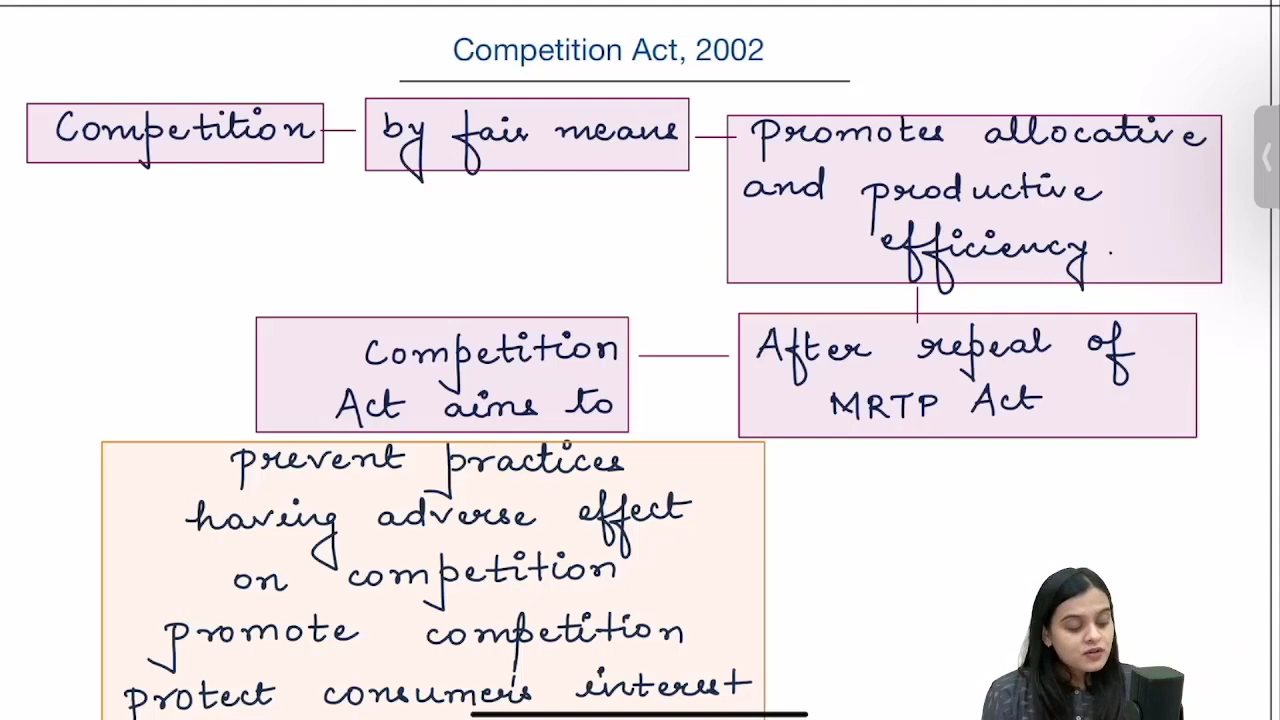 Competition Act, 2002
Competition
by fair means
promotes allocative
and productive
efficiency.
Competition
Act aims to
After repeal of
MRTP Act
prevent practices
having adverse effect
on competition
promote competition
protect consumers interest